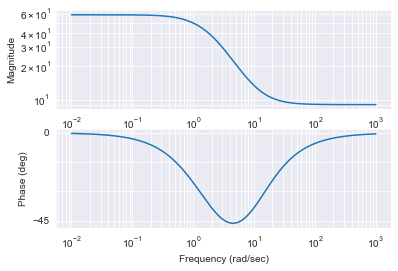 6 × 10¹
4 × 10¹
3 × 10¹
2 × 10¹
10¹
Magnitude
10⁻² 10⁻¹ 10⁰ 10¹ 10² 10³
0
-45
Phase (deg)
10⁻² 10⁻¹ 10⁰ 10¹ 10² 10³
Frequency (rad/sec)